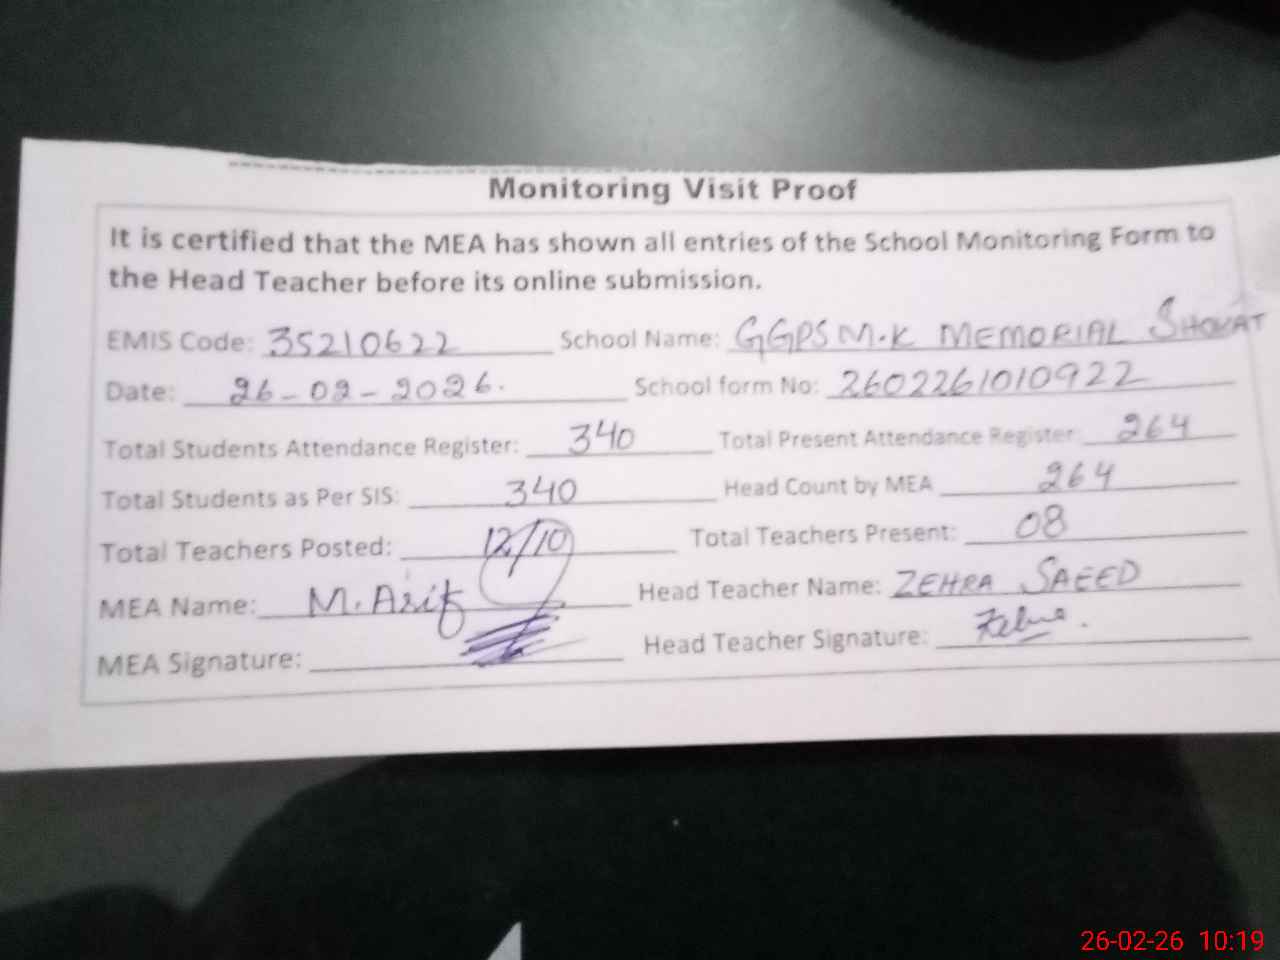 Monitoring Visit Proof
It is certified that the MEA has shown all entries of the School Monitoring Form to
the Head Teacher before its online submission.
EMIS Code: 35210622 School Name: GGPS M.K MEMORIAL SHOKAT
Date: 26-02-2026. School form No: 2602261010922
Total Students Attendance Register: 340 Total Present Attendance Register: 264
Total Students as Per SIS: 340 Head Count by MEA 264
Total Teachers Posted: 12/10 Total Teachers Present: 08
MEA Name: M. Arif Head Teacher Name: ZEHRA SAEED
MEA Signature: Head Teacher Signature:
26-02-26 10:19